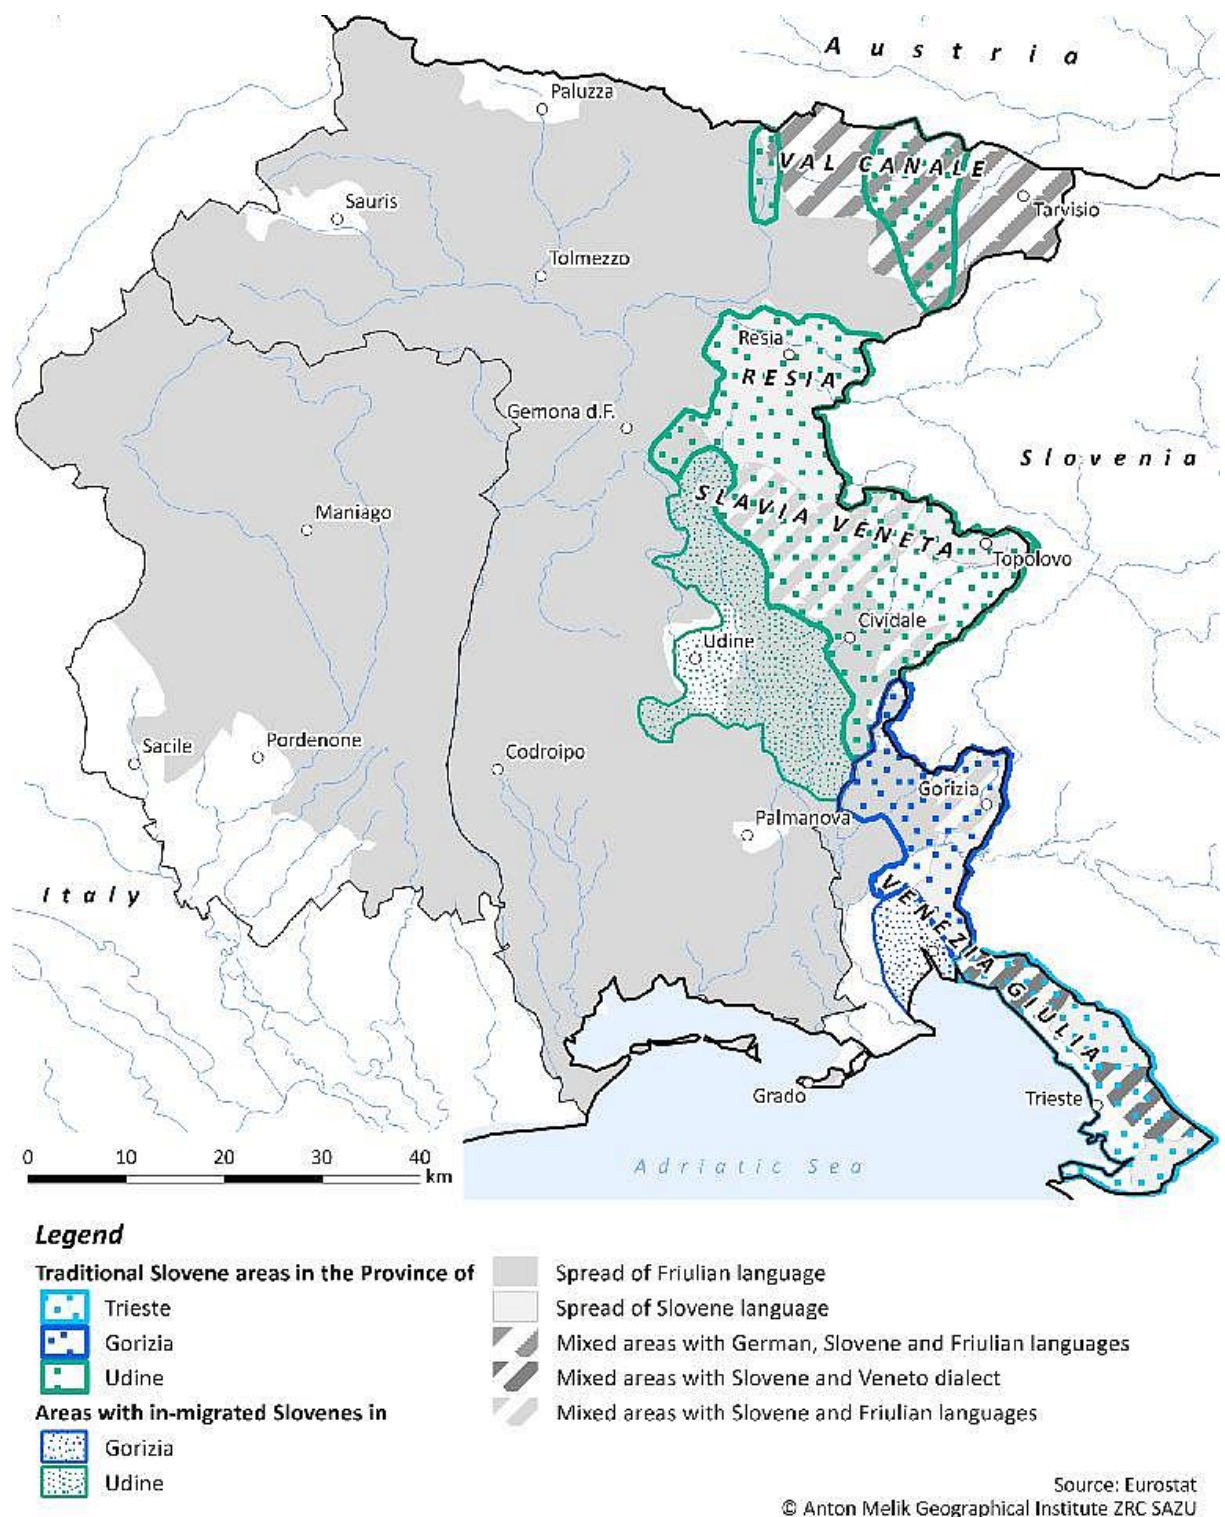 Austria
Paluzza
VAL CANALE
Sauris
Tarvisio
Tolmezzo
Resia
RESIA
Gemona d.F.
Slovenia
SLAVIA VENETA
Maniago
Topolovo
Cividale
Udine
Sacile
Pordenone
Codroipo
Gorizia
Palmanova
Italy
VENEZIA GIULIA
Grado
Trieste
Adriatic Sea
0 10 20 30 40
km
Legend
Traditional Slovene areas in the Province of
Trieste
Gorizia
Udine
Areas with in-migrated Slovenes in
Gorizia
Udine
Spread of Friulian language
Spread of Slovene language
Mixed areas with German, Slovene and Friulian languages
Mixed areas with Slovene and Veneto dialect
Mixed areas with Slovene and Friulian languages
Source: Eurostat
© Anton Melik Geographical Institute ZRC SAZU